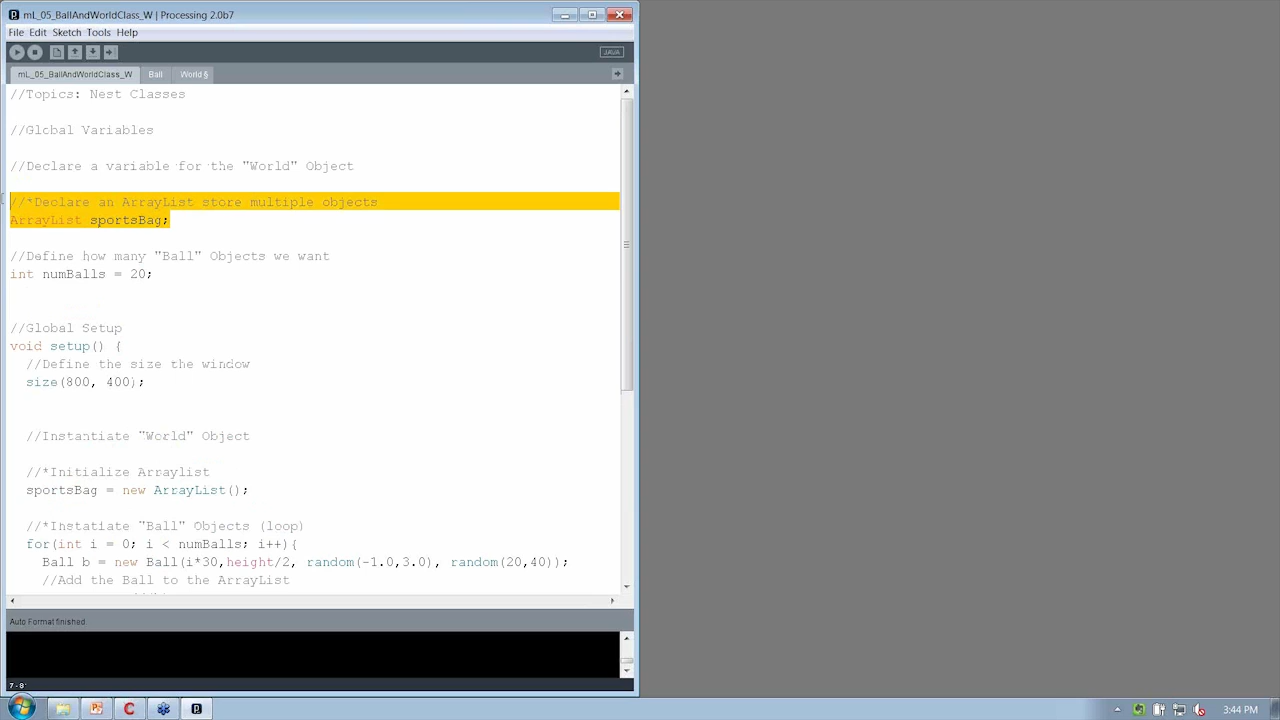 mL_05_BallAndWorldClass_W | Processing 2.0b7
File Edit Sketch Tools Help
JAVA
mL_05_BallAndWorldClass_W Ball World §
//Topics: Nest Classes
//Global Variables
//Declare a variable for the "World" Object
//*Declare an ArrayList store multiple objects
ArrayList sportsBag;
//Define how many "Ball" Objects we want
int numBalls = 20;
//Global Setup
void setup() {
//Define the size the window
size(800, 400);
//Instantiate "World" Object
//*Initialize Arraylist
sportsBag = new ArrayList();
//*Instatiate "Ball" Objects (loop)
for(int i = 0; i < numBalls; i++){
Ball b = new Ball(i*30,height/2, random(-1.0,3.0), random(20,40));
//Add the Ball to the ArrayList
Auto Format finished
7 - 8
3:44 PM